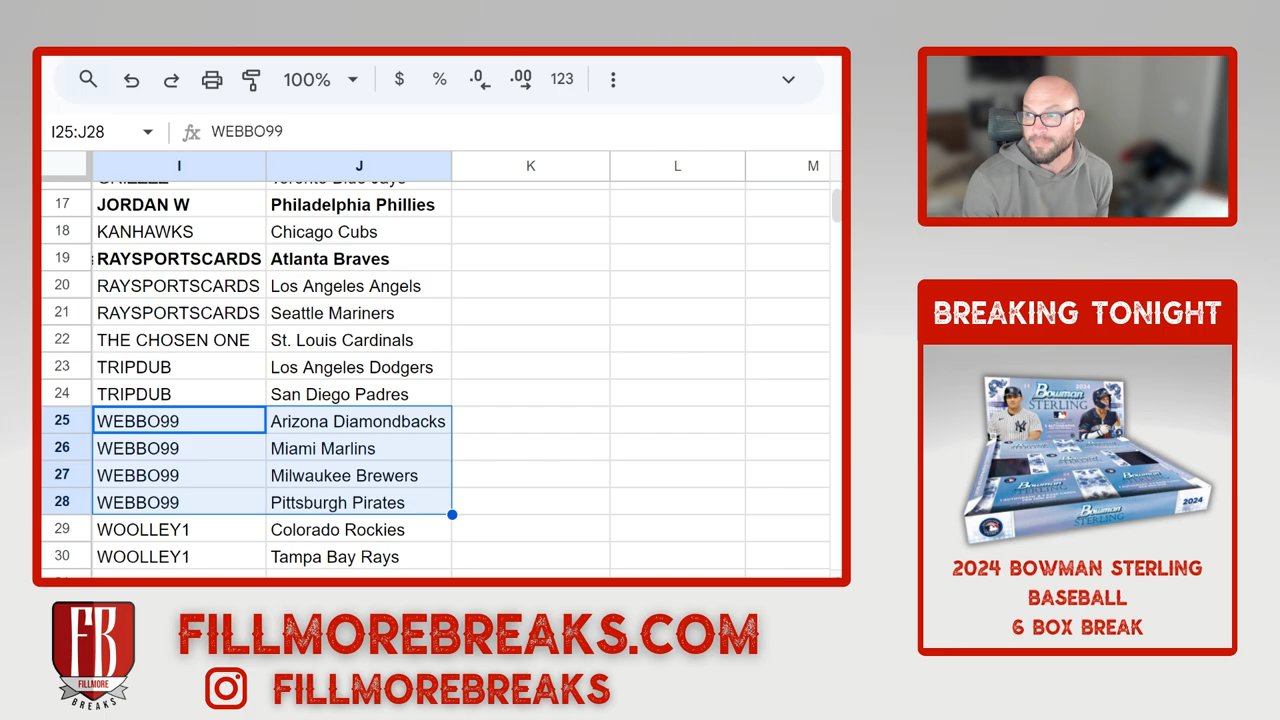 100% $ % .0 .00 123
I25:J28 fx WEBBO99
I J K L M
17 JORDAN W Philadelphia Phillies
18 KANHAWKS Chicago Cubs
19 RAYSPORTSCARDS Atlanta Braves
20 RAYSPORTSCARDS Los Angeles Angels
21 RAYSPORTSCARDS Seattle Mariners
22 THE CHOSEN ONE St. Louis Cardinals
23 TRIPDUB Los Angeles Dodgers
24 TRIPDUB San Diego Padres
25 WEBBO99 Arizona Diamondbacks
26 WEBBO99 Miami Marlins
27 WEBBO99 Milwaukee Brewers
28 WEBBO99 Pittsburgh Pirates
29 WOOLLEY1 Colorado Rockies
30 WOOLLEY1 Tampa Bay Rays
BREAKING TONIGHT
2024
Bowman
STERLING
Bowman
STERLING
2024
2024 BOWMAN STERLING
BASEBALL
6 BOX BREAK
FB
FILLMORE
BREAKS
FILLMOREBREAKS.COM
FILLMOREBREAKS